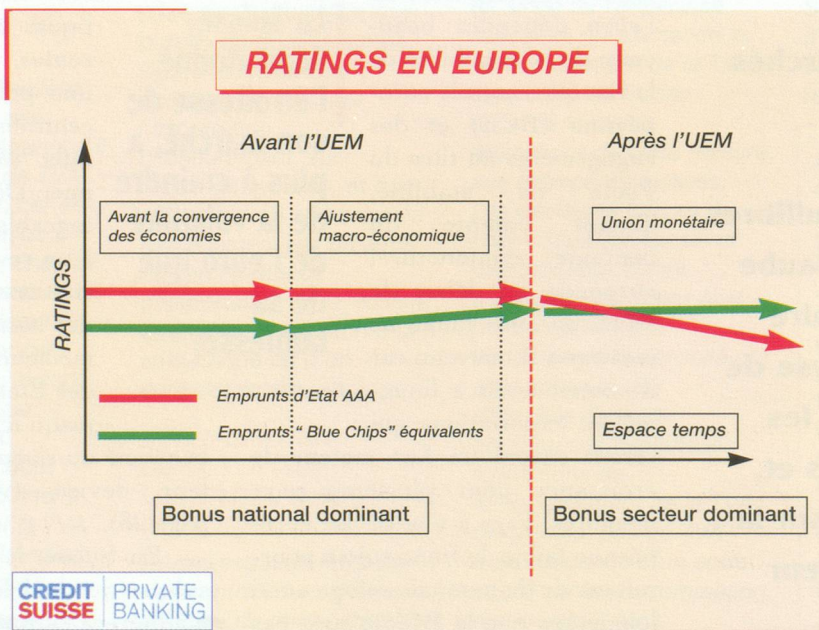 RATINGS EN EUROPE
Avant l'UEM
Après l'UEM
Avant la convergence
des économies
Ajustement
macro-économique
Union monétaire
RATINGS
Emprunts d'Etat AAA
Emprunts “ Blue Chips” équivalents
Espace temps
Bonus national dominant
Bonus secteur dominant
CREDIT
SUISSE
PRIVATE
BANKING